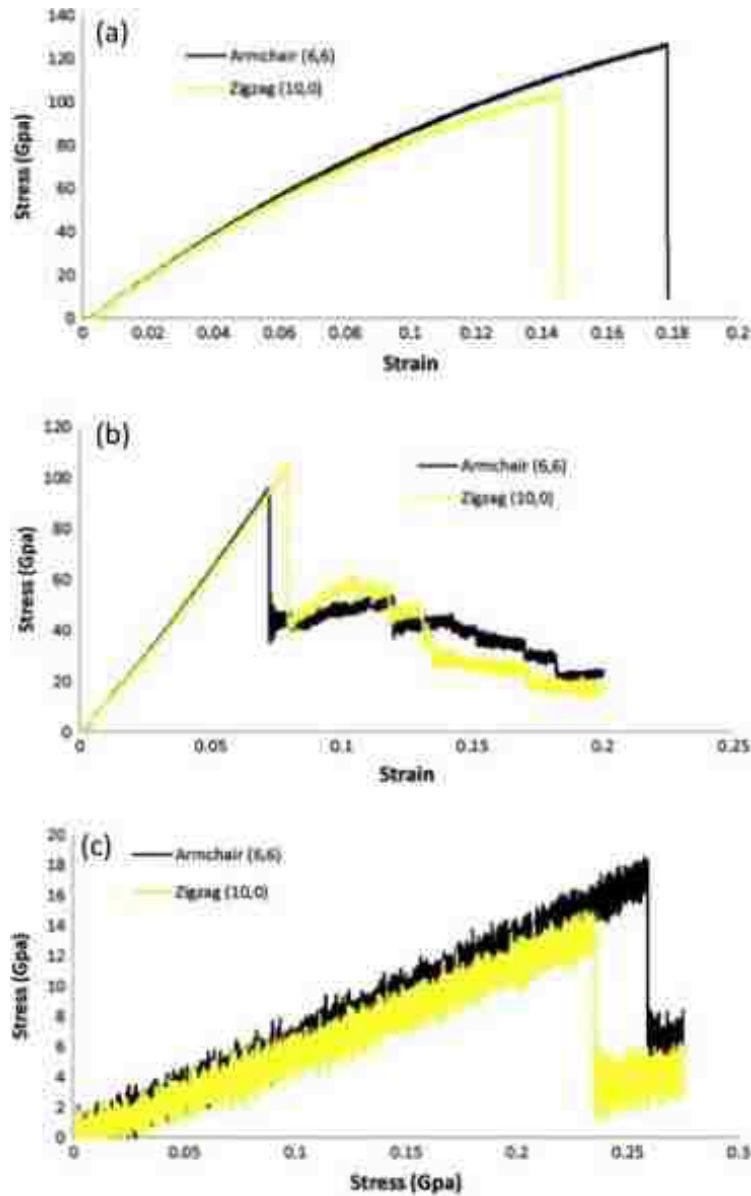 (a)
140
120
100
80
60
40
20
0
Stress (Gpa)
Armchair (6,6)
Zigzag (10,0)
0 0.02 0.04 0.06 0.08 0.1 0.12 0.14 0.16 0.18 0.2
Strain
(b)
120
100
80
60
40
20
0
Stress (Gpa)
Armchair (6,6)
Zigzag (10,0)
0 0.05 0.1 0.15 0.2 0.25
Strain
(c)
20
18
16
14
12
10
8
6
4
2
0
Stress (Gpa)
Armchair (6,6)
Zigzag (10,0)
0 0.05 0.1 0.15 0.2 0.25 0.3
Stress (Gpa)